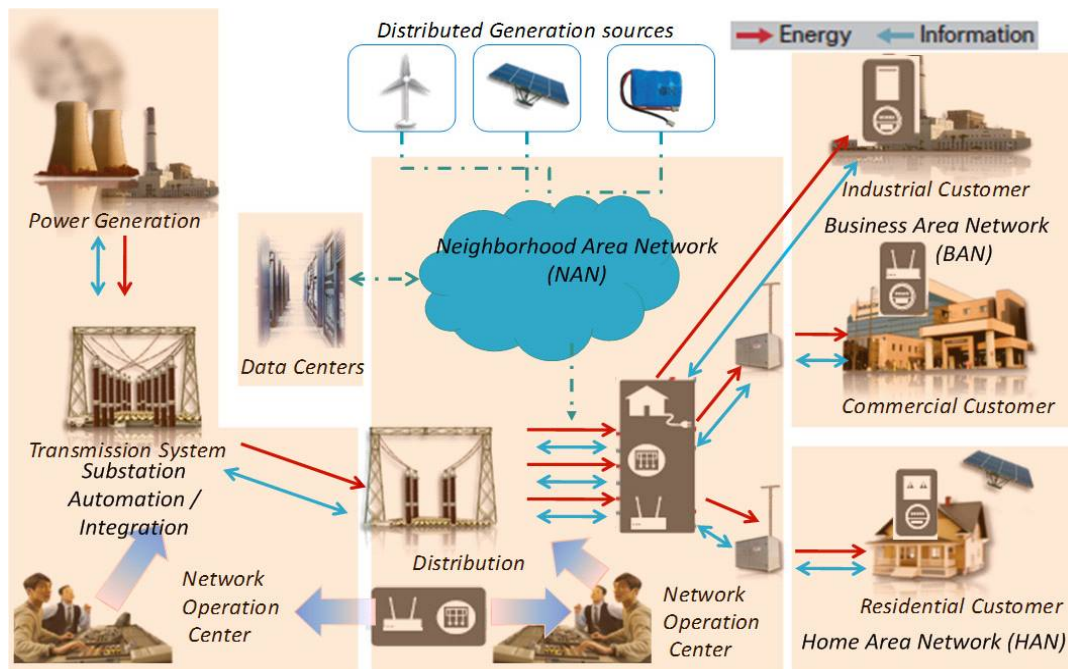 Distributed Generation sources
Energy
Information
Power Generation
Industrial Customer
Business Area Network
(BAN)
Neighborhood Area Network
(NAN)
Data Centers
Commercial Customer
Transmission System
Substation
Automation /
Integration
Distribution
Network
Operation
Center
Network
Operation
Center
Residential Customer
Home Area Network (HAN)